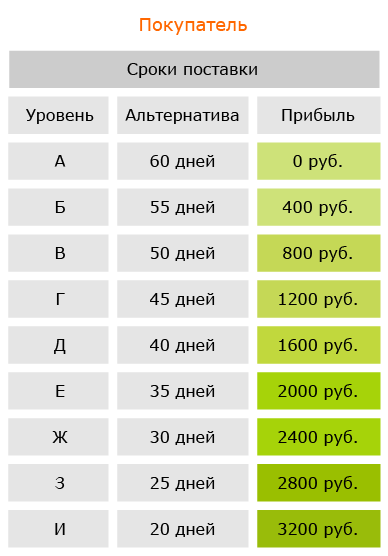 Покупатель
Сроки поставки
Уровень Альтернатива Прибыль
А 60 дней 0 руб.
Б 55 дней 400 руб.
В 50 дней 800 руб.
Г 45 дней 1200 руб.
Д 40 дней 1600 руб.
Е 35 дней 2000 руб.
Ж 30 дней 2400 руб.
З 25 дней 2800 руб.
И 20 дней 3200 руб.